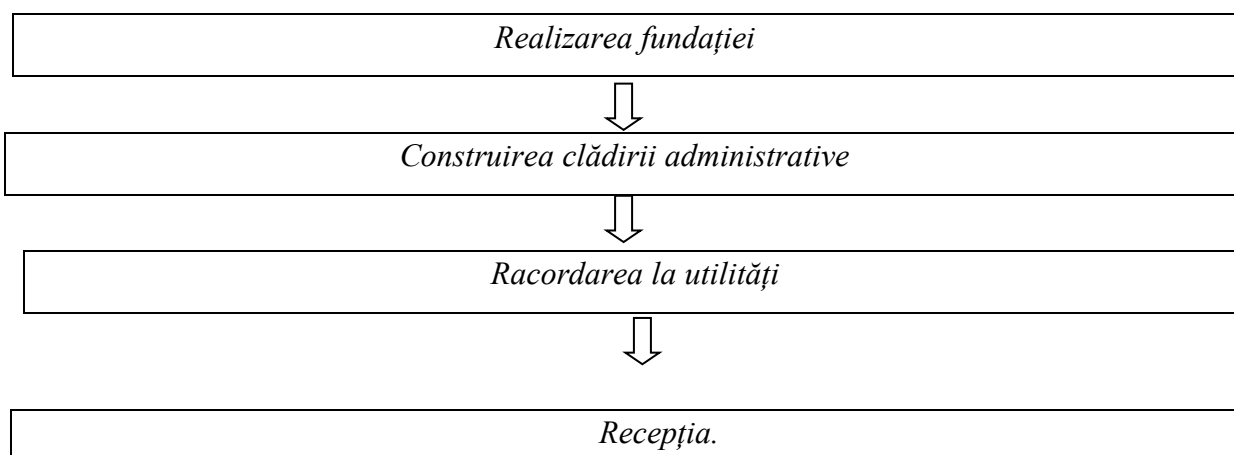 Realizarea fundației
Construirea clădirii administrative
Racordarea la utilități
Recepția.